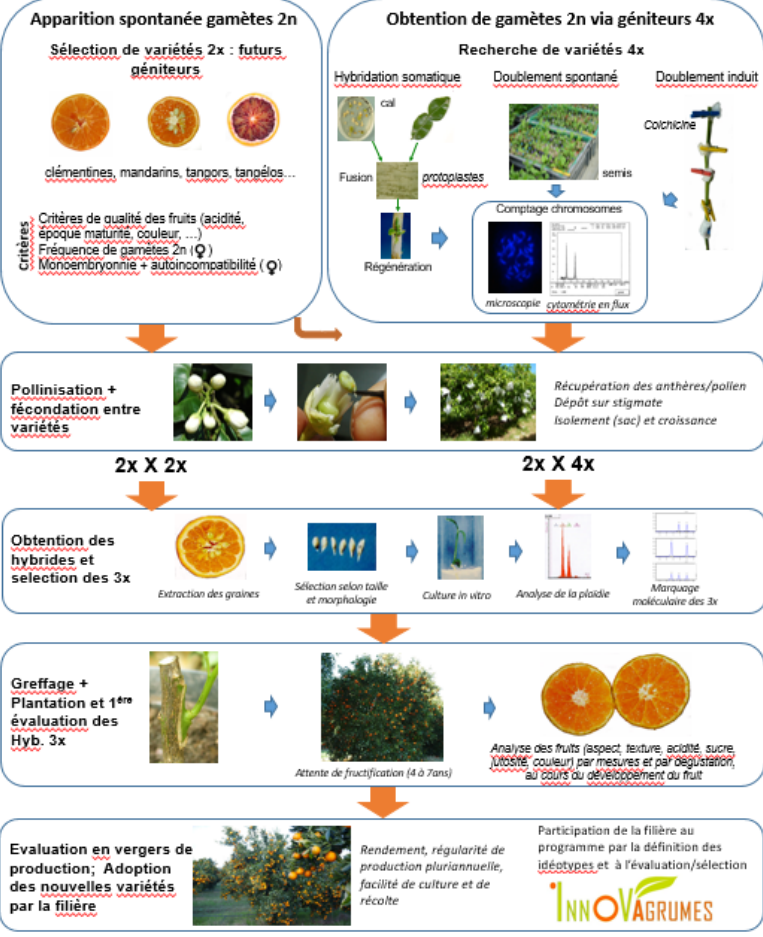 Apparition spontanée gamètes 2n
Sélection de variétés 2x : futurs
géniteurs
clémentines, mandarins, tangors, tangélos…
Critères
Critères de qualité des fruits (acidité,
époque maturité, couleur, …)
Fréquence de gamètes 2n (♀)
Monoembryonnie + autoincompatibilité (♀)
Obtention de gamètes 2n via géniteurs 4x
Recherche de variétés 4x
Hybridation somatique
Doublement spontané
Doublement induit
cal
Colchicine
Fusion
protoplastes
semis
Comptage chromosomes
Régénération
microscopie
cytométrie en flux
Pollinisation +
fécondation entre
variétés
Récupération des anthères/pollen
Dépôt sur stigmate
Isolement (sac) et croissance
2x X 2x
2x X 4x
Obtention des
hybrides et
selection des 3x
Extraction des graines
Sélection selon taille
et morphologie
Culture in vitro
Analyse de la ploïdie
Marquage
moléculaire des 3x
Greffage +
Plantation et 1ère
évaluation des
Hyb. 3x
Attente de fructification (4 à 7ans)
Analyse des fruits (aspect, texture, acidité, sucre,
jutosité, couleur) par mesures et par dégustation,
au cours du développement du fruit
Evaluation en vergers de
production; Adoption
des nouvelles variétés
par la filière
Rendement, régularité de
production pluriannuelle,
facilité de culture et de
récolte
Participation de la filière au
programme par la définition des
idéotypes et à l'évaluation/sélection
INNOVAGRUMES